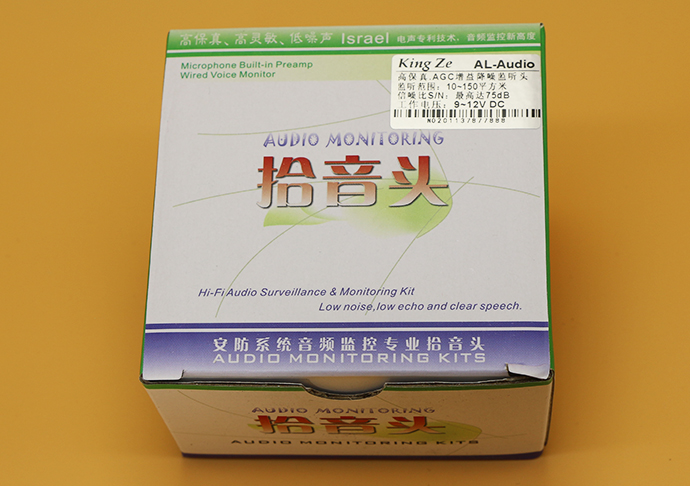 高保真、高灵敏、低噪声 Israel 电声专利技术，音频监控新高度
Microphone Built-in Preamp
Wired Voice Monitor
King Ze AL-Audio
高保真.AGC增益降噪监听头
监听范围：10~150平方米
信噪比S/N：最高达75dB
工作电压：9~12V DC
N020113787788B
AUDIO MONITORING
拾音头
Hi-Fi Audio Surveillance & Monitoring Kit
Low noise,low echo and clear speech.
安防系统音频监控专业拾音头
AUDIO MONITORING KITS
AUDIO MONITORING
拾音头
AUDIO MONITORING KITS